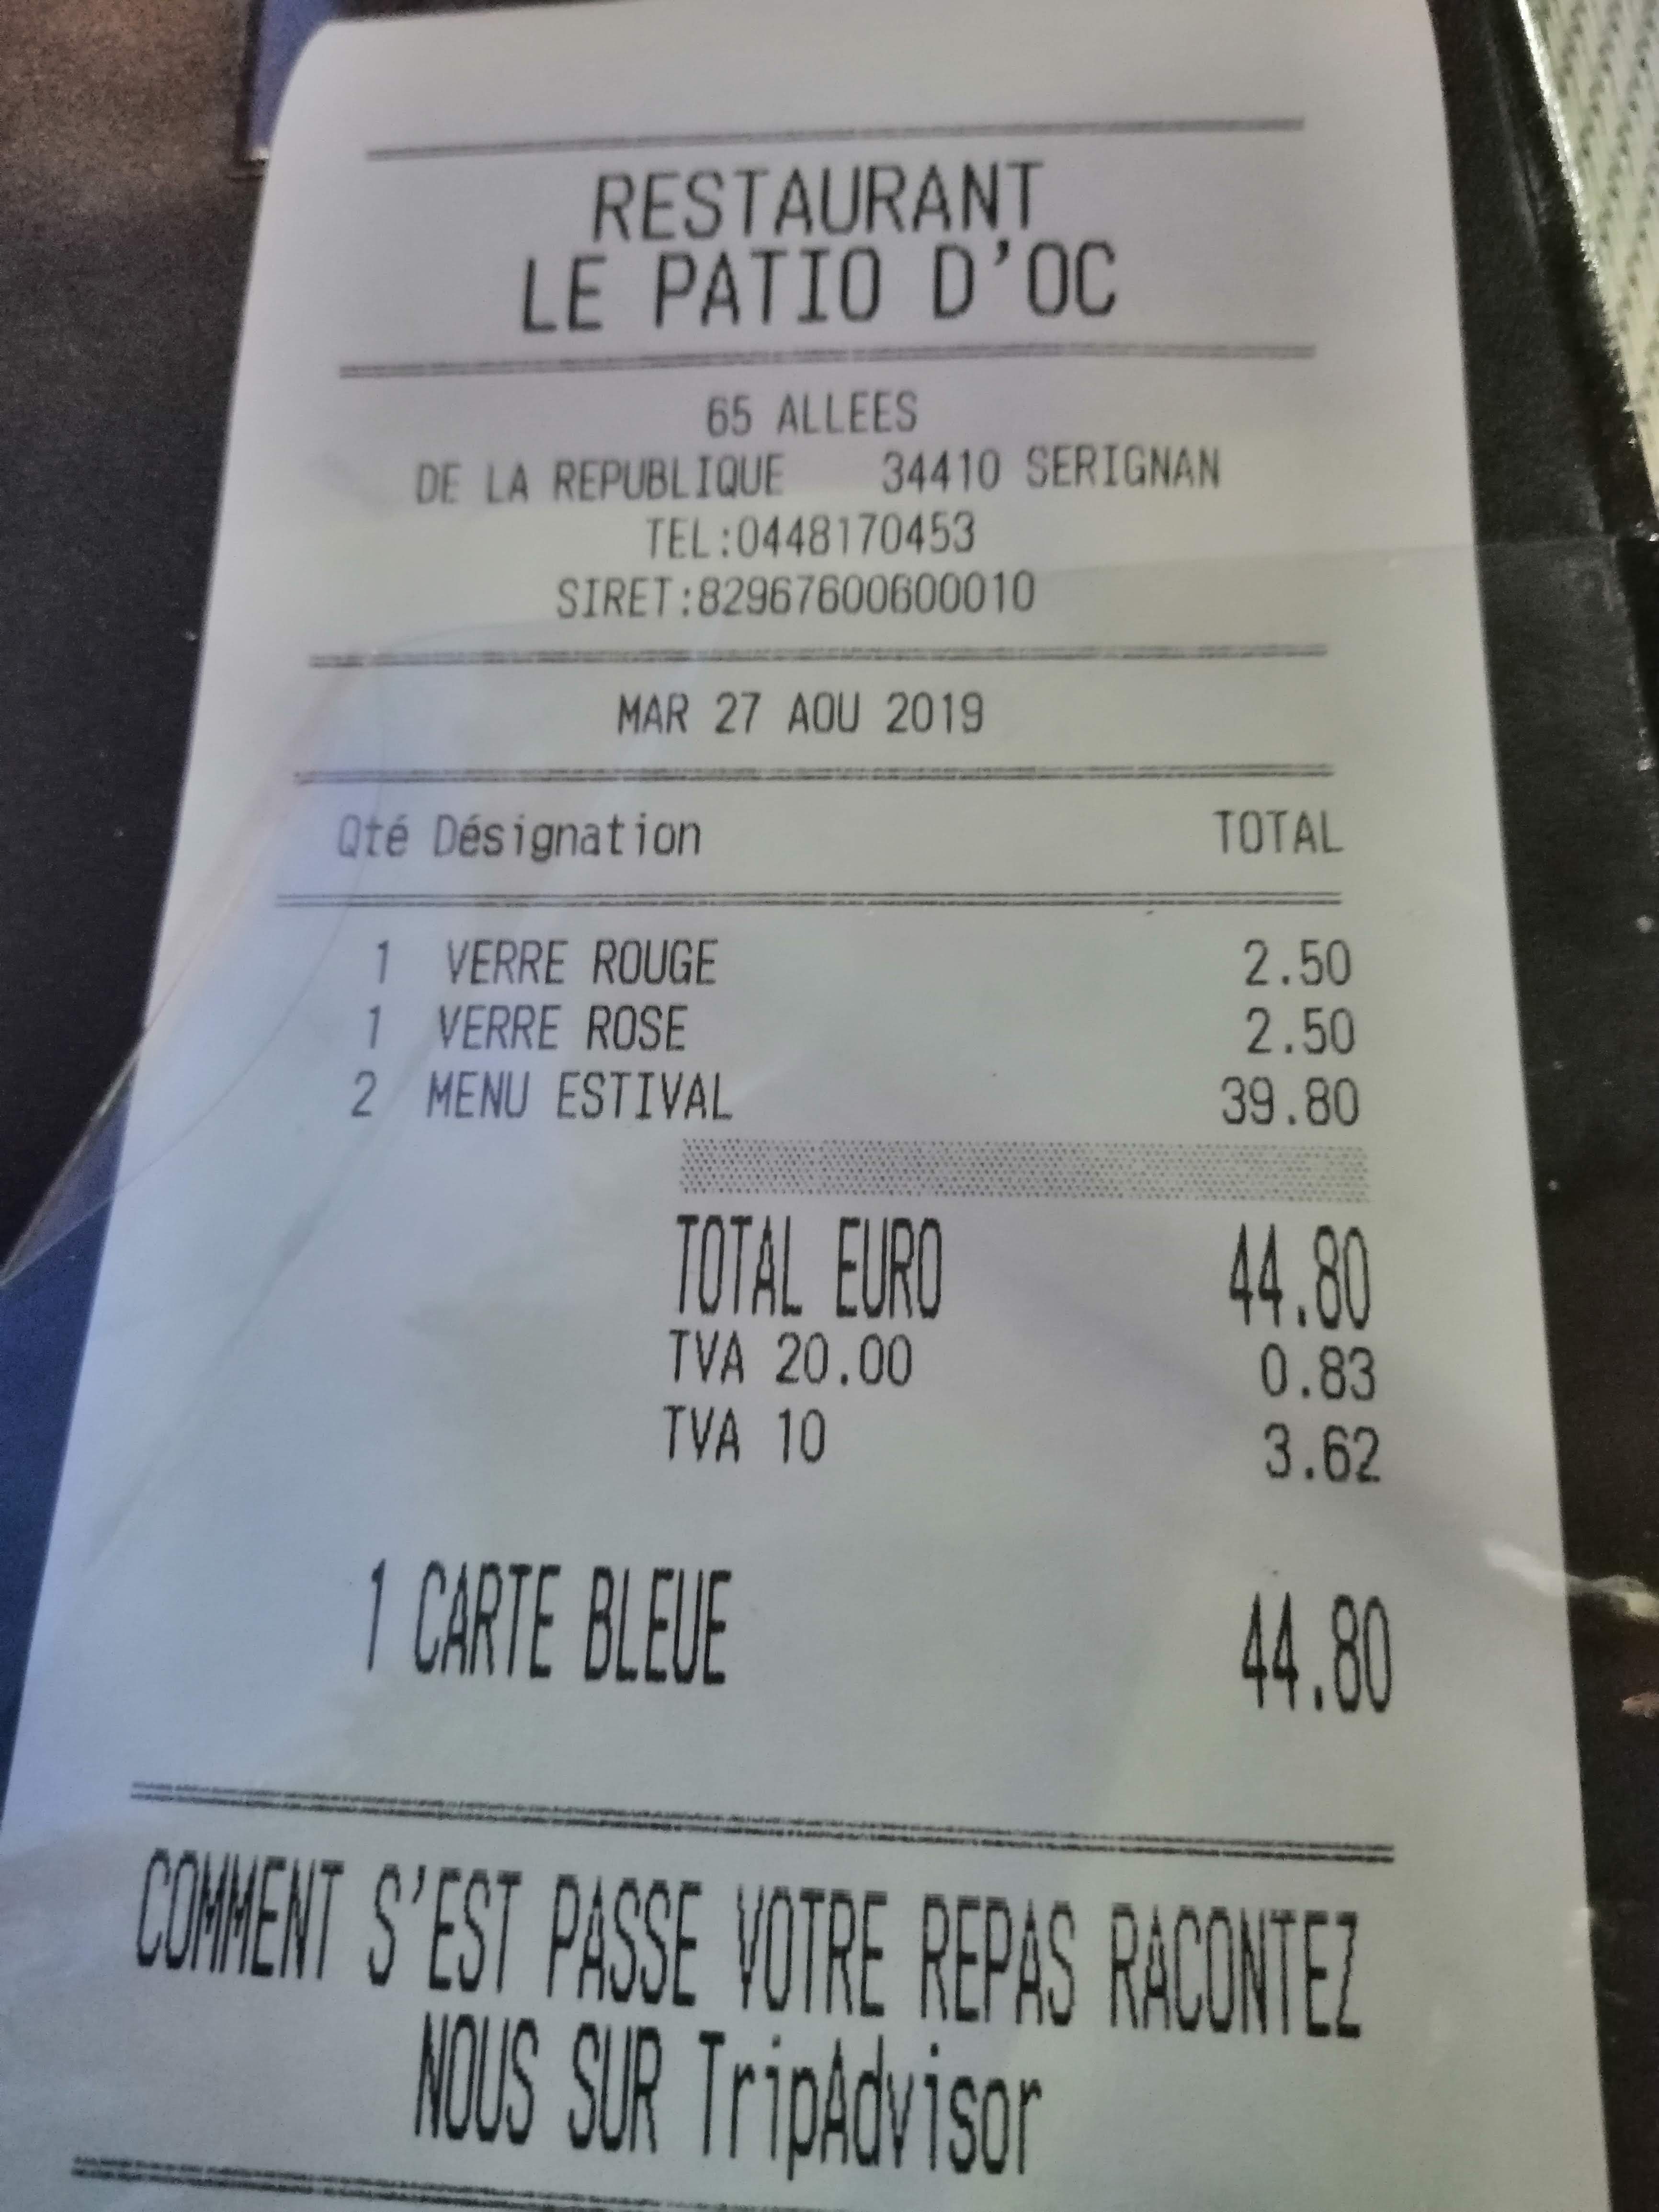 RESTAURANT
LE PATIO D'OC
65 ALLEES
DE LA REPUBLIQUE 34410 SERIGNAN
TEL:0448170453
SIRET:82967600600010
MAR 27 AOU 2019
Qté Désignation TOTAL
1 VERRE ROUGE 2.50
1 VERRE ROSE 2.50
2 MENU ESTIVAL 39.80
TOTAL EURO 44.80
TVA 20.00 0.83
TVA 10 3.62
1 CARTE BLEUE 44.80
COMMENT S'EST PASSE VOTRE REPAS RACONTEZ
NOUS SUR TripAdvisor